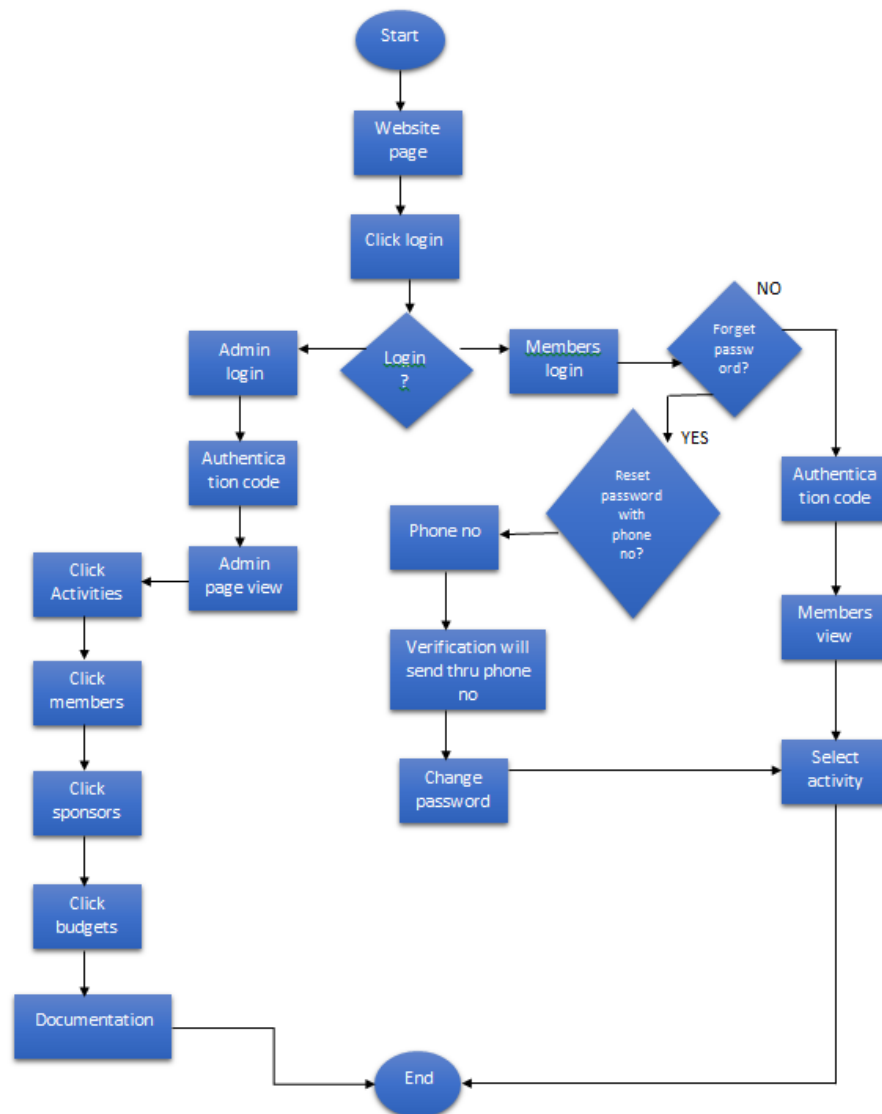 Start
Website
page
Click login
Login
?
Admin
login
Members
login
Forget
passw
ord?
NO
YES
Authentica
tion code
Admin
page view
Click
Activities
Click
members
Click
sponsors
Click
budgets
Documentation
Reset
password
with
phone
no?
Phone no
Verification will
send thru phone
no
Change
password
Authentica
tion code
Members
view
Select
activity
End